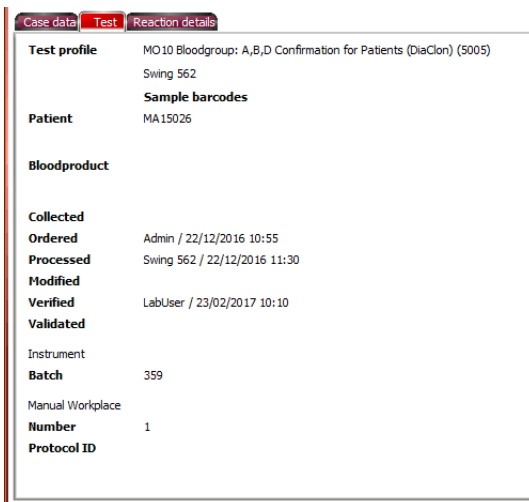 Case data Test Reaction details
Test profile MO10 Bloodgroup: A,B,D Confirmation for Patients (DiaClon) (5005)
Swing 562
Sample barcodes
Patient MA15026
Bloodproduct
Collected
Ordered Admin / 22/12/2016 10:55
Processed Swing 562 / 22/12/2016 11:30
Modified
Verified LabUser / 23/02/2017 10:10
Validated
Instrument
Batch 359
Manual Workplace
Number 1
Protocol ID